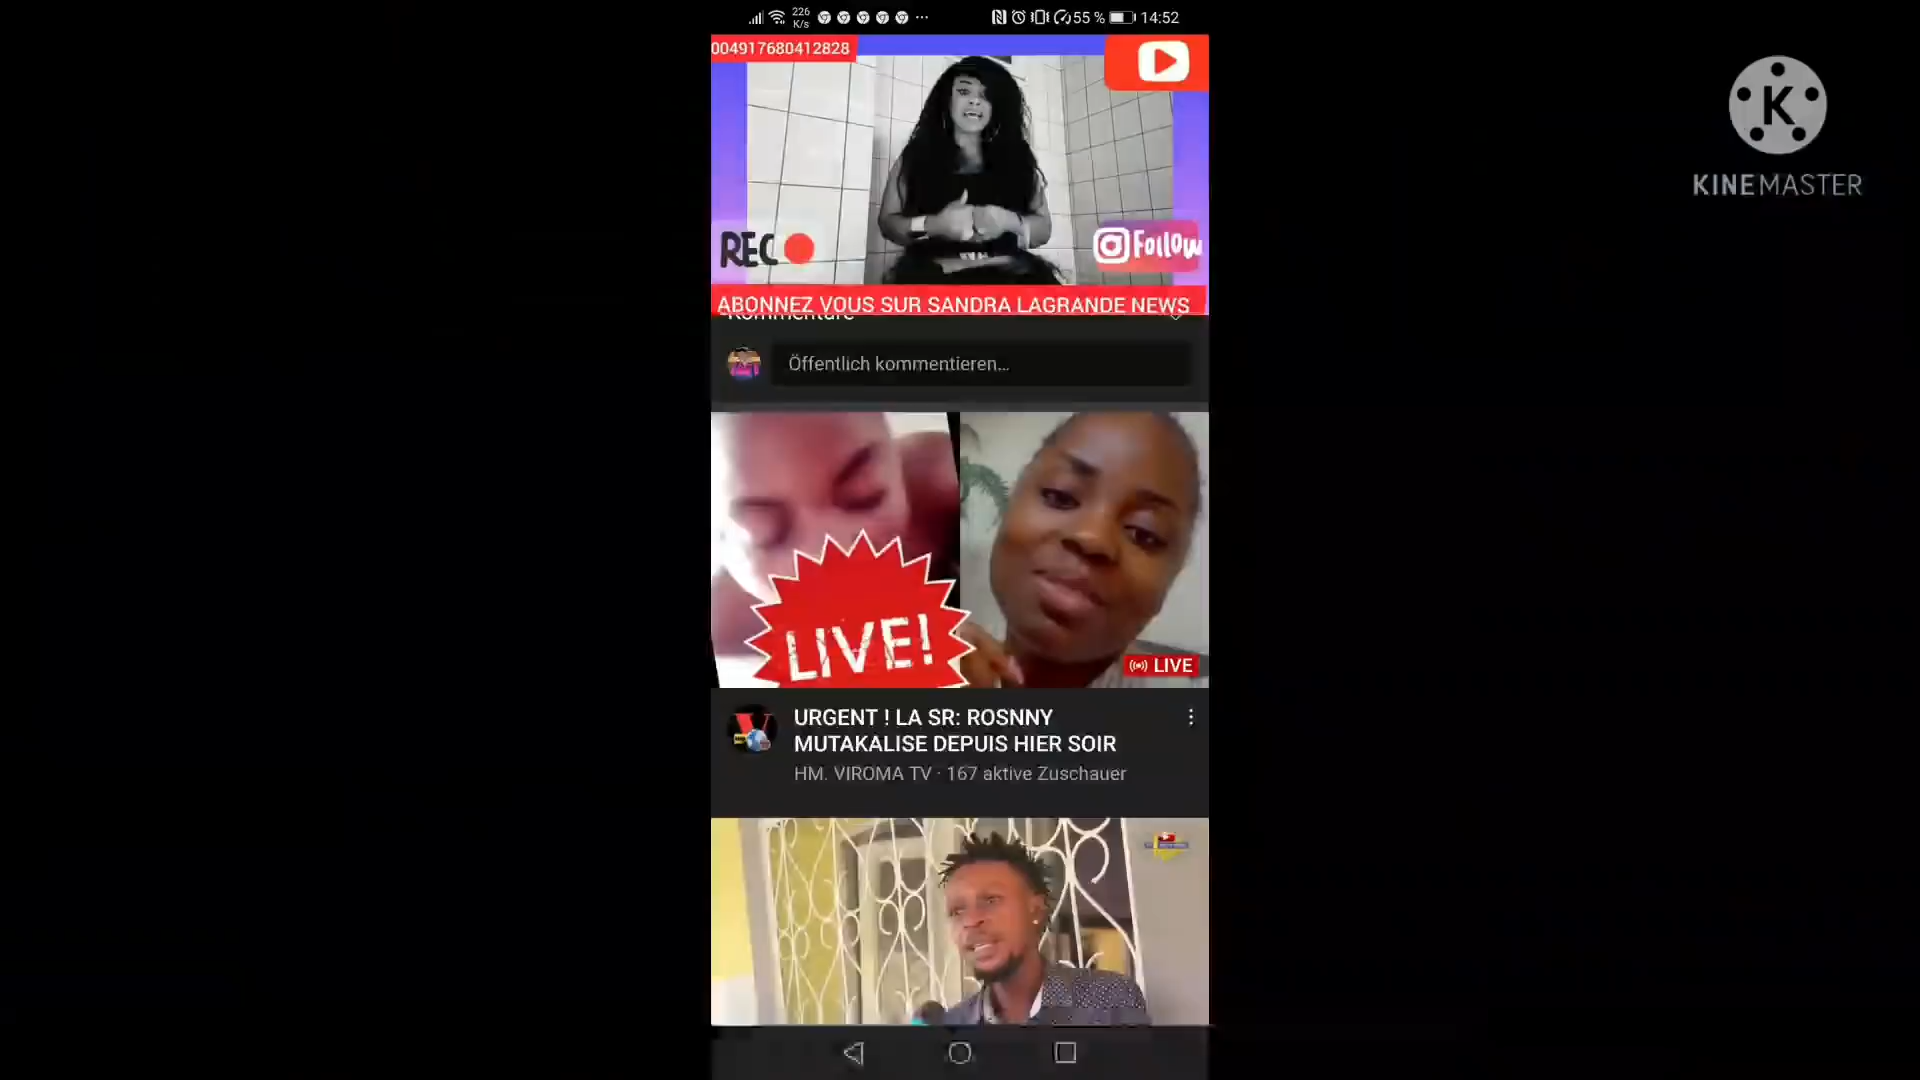 226
K/s
55 %
14:52
004917680412828
REC
Follow
ABONNEZ VOUS SUR SANDRA LAGRANDE NEWS
Kommentare
Öffentlich kommentieren...
LIVE!
LIVE
URGENT ! LA SR: ROSNNY
MUTAKALISE DEPUIS HIER SOIR
HM. VIROMA TV · 167 aktive Zuschauer
K
KINEMASTER